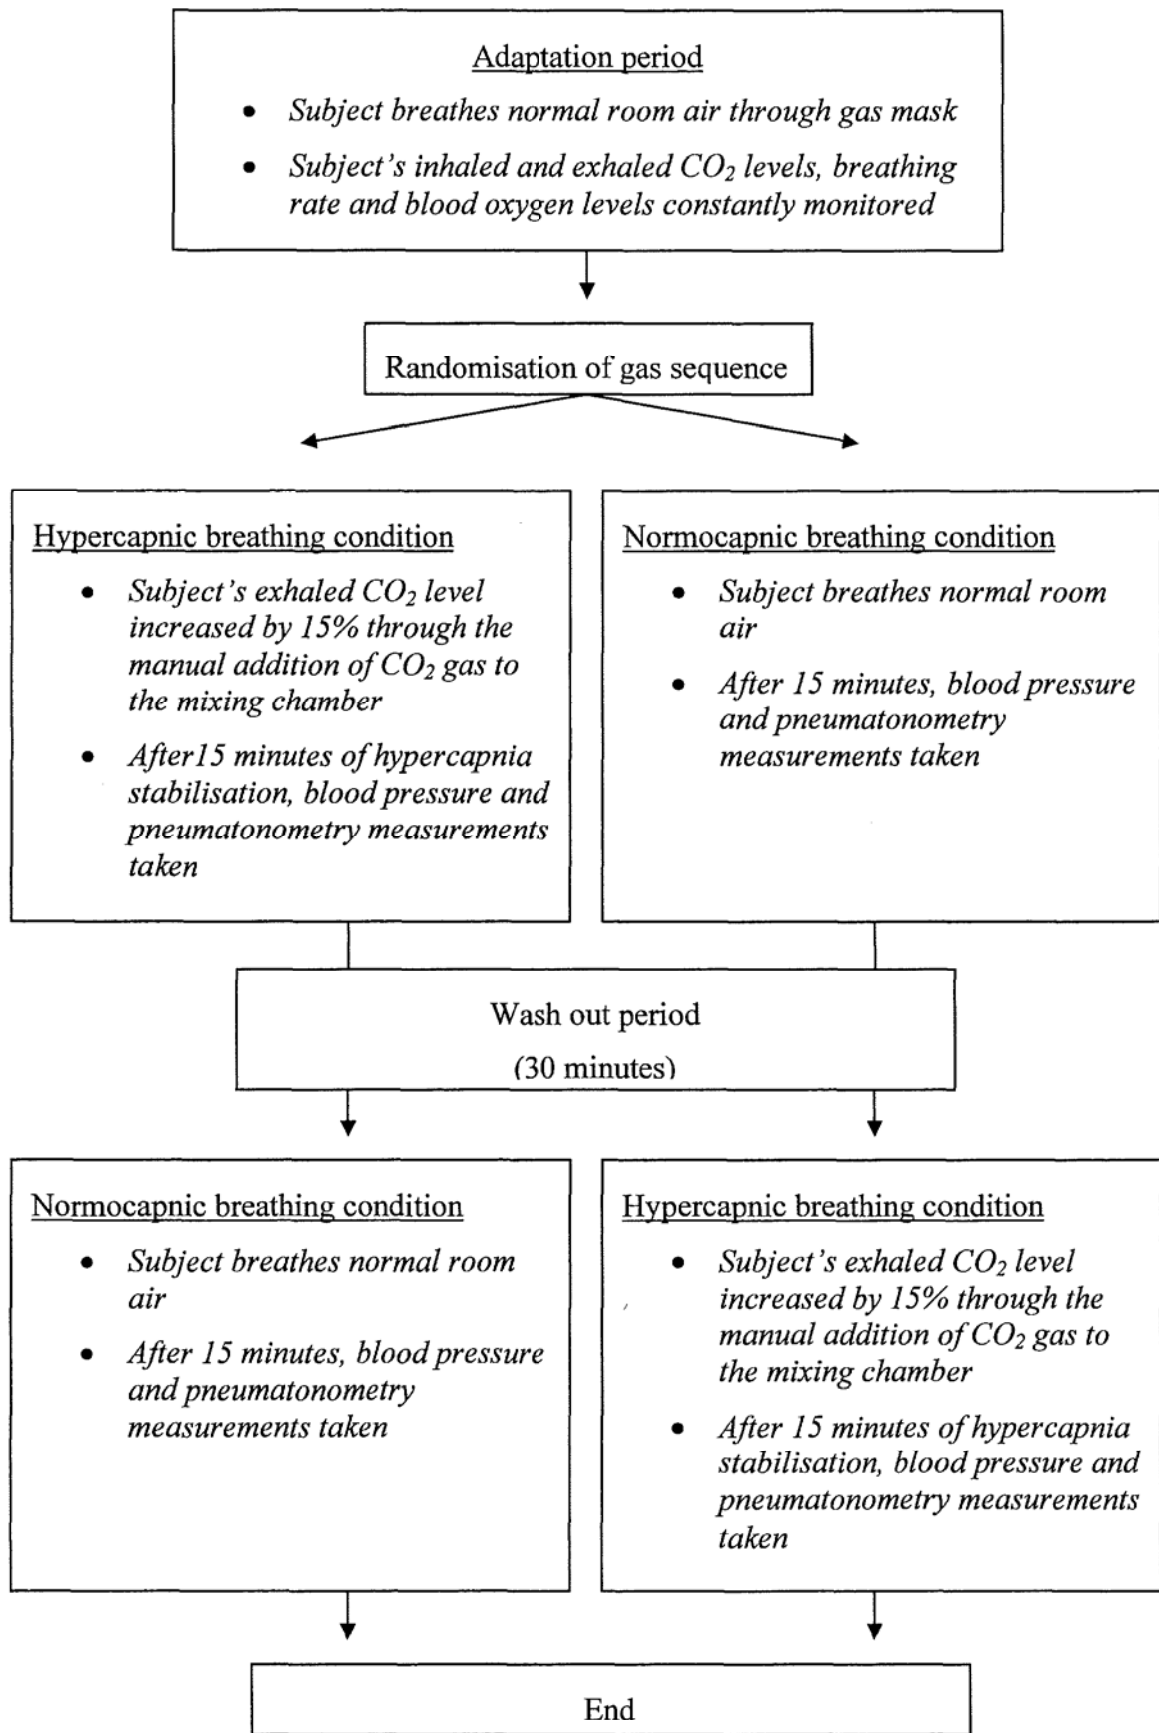 Adaptation period
• Subject breathes normal room air through gas mask
• Subject's inhaled and exhaled CO₂ levels, breathing
rate and blood oxygen levels constantly monitored
Randomisation of gas sequence
Hypercapnic breathing condition
• Subject's exhaled CO₂ level
increased by 15% through the
manual addition of CO₂ gas to
the mixing chamber
• After15 minutes of hypercapnia
stabilisation, blood pressure and
pneumatonometry measurements
taken
Normocapnic breathing condition
• Subject breathes normal room
air
• After 15 minutes, blood pressure
and pneumatonometry
measurements taken
Wash out period
(30 minutes)
Normocapnic breathing condition
• Subject breathes normal room
air
• After 15 minutes, blood pressure
and pneumatonometry
measurements taken
Hypercapnic breathing condition
• Subject's exhaled CO₂ level
increased by 15% through the
manual addition of CO₂ gas to
the mixing chamber
• After 15 minutes of hypercapnia
stabilisation, blood pressure and
pneumatonometry measurements
taken
End